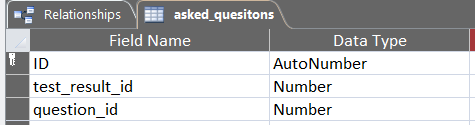 Relationships asked_quesitons
Field Name Data Type
ID AutoNumber
test_result_id Number
question_id Number